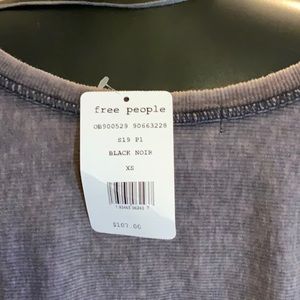 free people
OB900529 90663228
S19 P1
BLACK NOIR
XS
$107.00